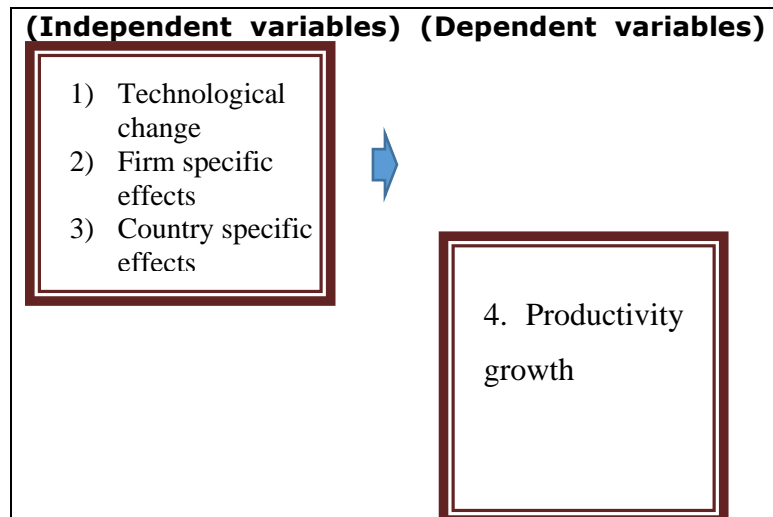 (Independent variables) (Dependent variables)
1) Technological
change
2) Firm specific
effects
3) Country specific
effects
4. Productivity
growth